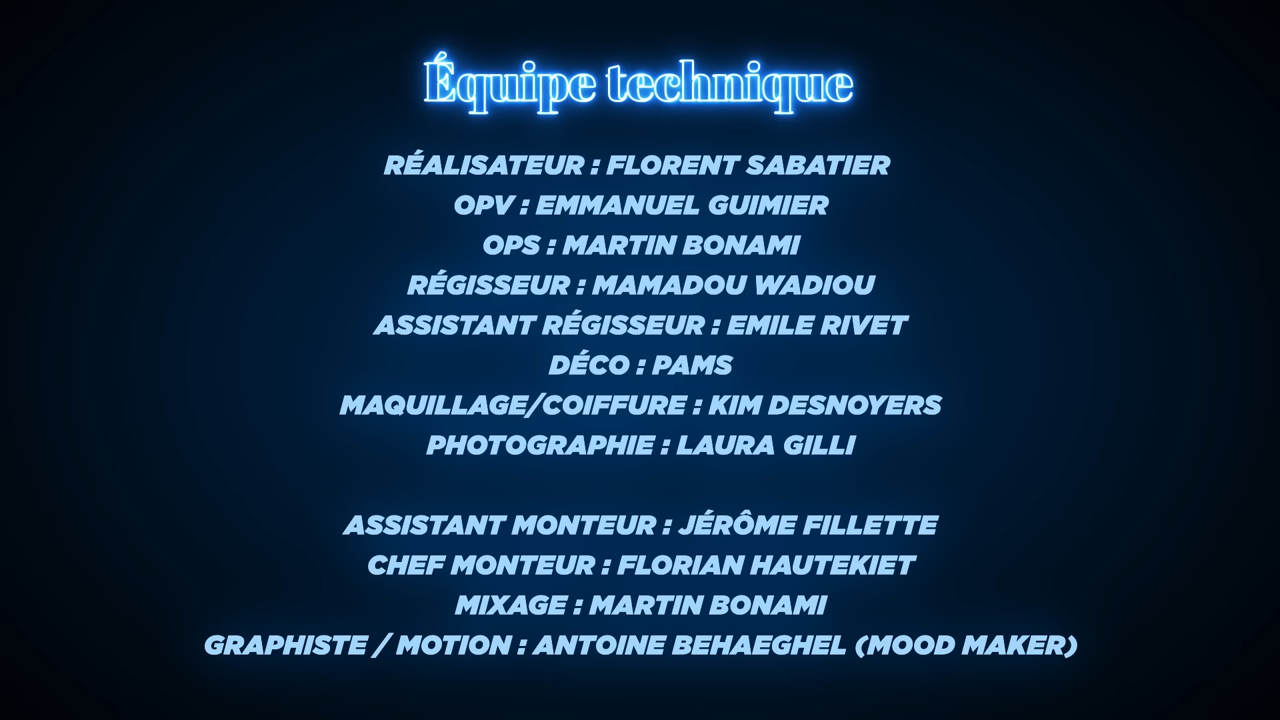 Équipe technique
RÉALISATEUR : FLORENT SABATIER
OPV : EMMANUEL GUIMIER
OPS : MARTIN BONAMI
RÉGISSEUR : MAMADOU WADIOU
ASSISTANT RÉGISSEUR : EMILE RIVET
DÉCO : PAMS
MAQUILLAGE/COIFFURE : KIM DESNOYERS
PHOTOGRAPHIE : LAURA GILLI
ASSISTANT MONTEUR : JÉRÔME FILLETTE
CHEF MONTEUR : FLORIAN HAUTEKIET
MIXAGE : MARTIN BONAMI
GRAPHISTE / MOTION : ANTOINE BEHAEGHEL (MOOD MAKER)